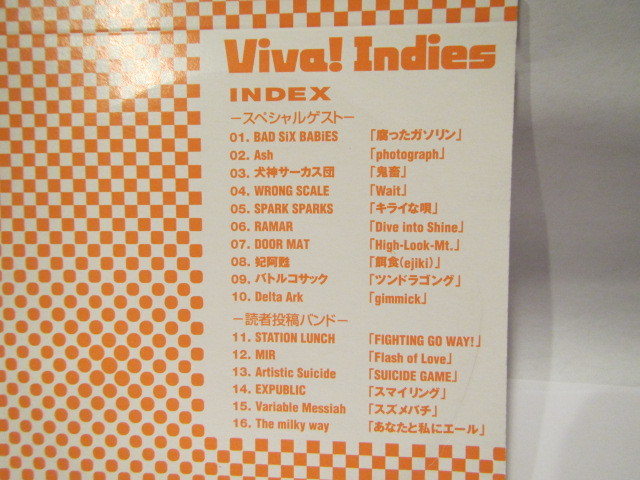 Viva! Indies
INDEX
−スペシャルゲスト−
01. BAD SiX BABiES 「腐ったガソリン」
02. Ash 「photograph」
03. 犬神サーカス団 「鬼畜」
04. WRONG SCALE 「Wait」
05. SPARK SPARKS 「キライな唄」
06. RAMAR 「Dive into Shine」
07. DOOR MAT 「High-Look-Mt.」
08. 妃阿甦 「餌食(ejiki)」
09. バトルコサック 「ツンドラゴング」
10. Delta Ark 「gimmick」
−読者投稿バンド−
11. STATION LUNCH 「FIGHTING GO WAY!」
12. MIR 「Flash of Love」
13. Artistic Suicide 「SUICIDE GAME」
14. EXPUBLIC 「スマイリング」
15. Variable Messiah 「スズメバチ」
16. The milky way 「あなたと私にエール」